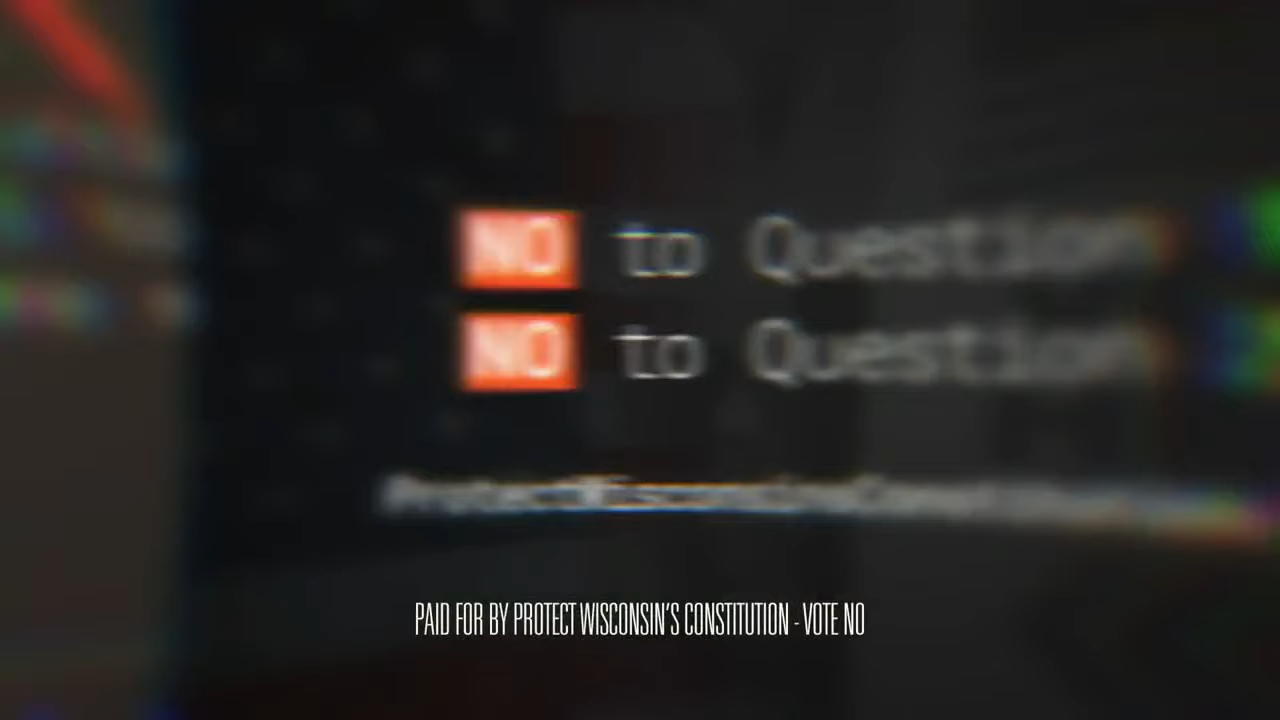 NO to Question
NO to Question
PAID FOR BY PROTECT WISCONSIN'S CONSTITUTION - VOTE NO